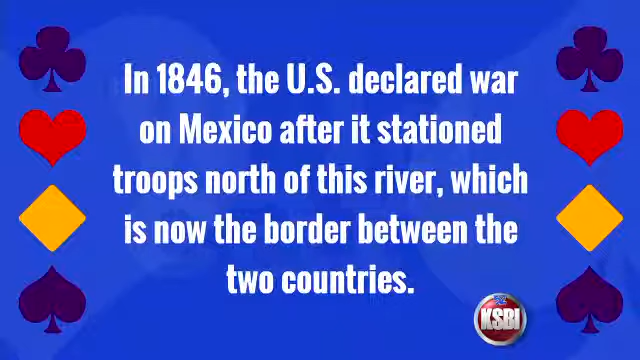 In 1846, the U.S. declared war
on Mexico after it stationed
troops north of this river, which
is now the border between the
two countries.
KSBI